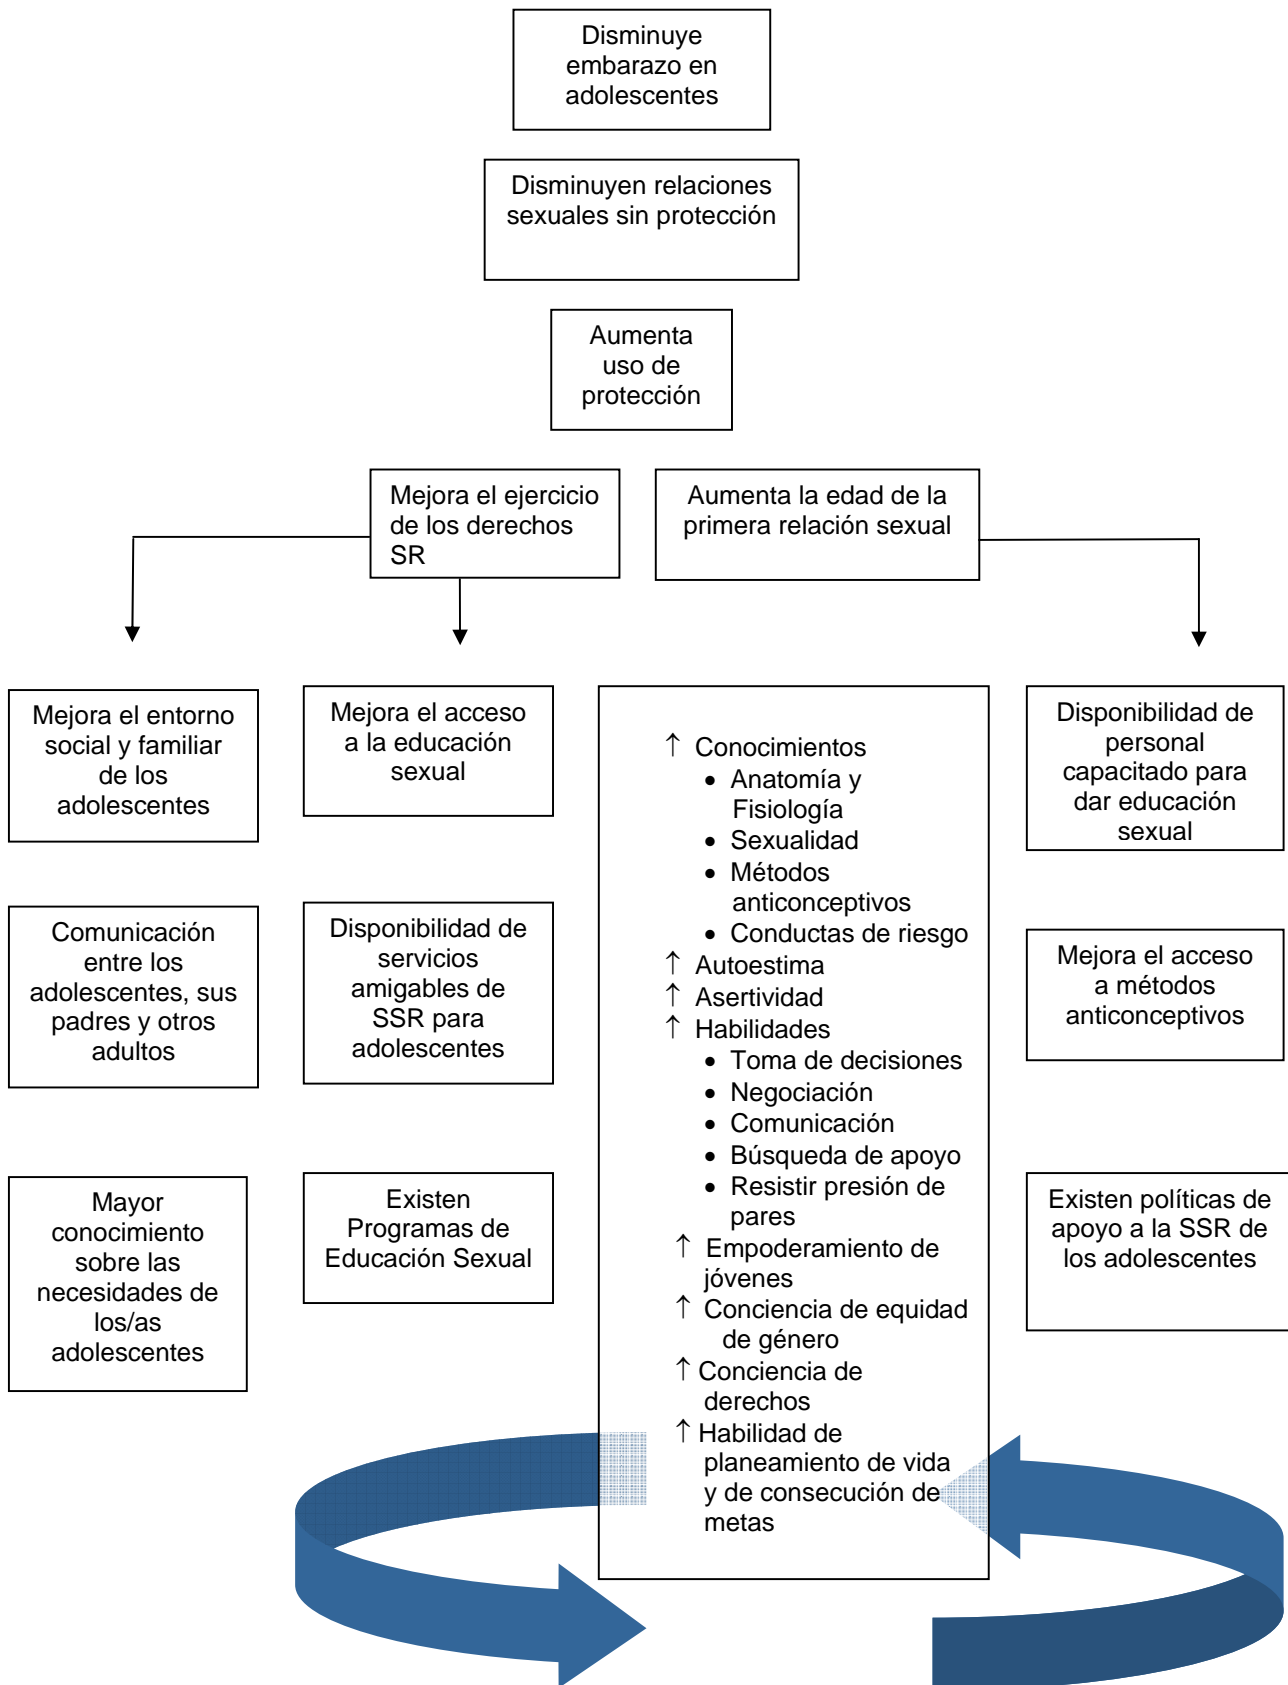 Disminuye
embarazo en
adolescentes
Disminuyen relaciones
sexuales sin protección
Aumenta
uso de
protección
Mejora el ejercicio
de los derechos
SR
Aumenta la edad de la
primera relación sexual
Mejora el entorno
social y familiar
de los
adolescentes
Mejora el acceso
a la educación
sexual
↑ Conocimientos
• Anatomía y
Fisiología
• Sexualidad
• Métodos
anticonceptivos
• Conductas de riesgo
↑ Autoestima
↑ Asertividad
↑ Habilidades
• Toma de decisiones
• Negociación
• Comunicación
• Búsqueda de apoyo
• Resistir presión de
pares
↑ Empoderamiento de
jóvenes
↑ Conciencia de equidad
de género
↑ Conciencia de
derechos
↑ Habilidad de
planeamiento de vida
y de consecución de
metas
Disponibilidad de
personal
capacitado para
dar educación
sexual
Comunicación
entre los
adolescentes, sus
padres y otros
adultos
Disponibilidad de
servicios
amigables de
SSR para
adolescentes
Mejora el acceso
a métodos
anticonceptivos
Mayor
conocimiento
sobre las
necesidades de
los/as
adolescentes
Existen
Programas de
Educación Sexual
Existen políticas de
apoyo a la SSR de
los adolescentes